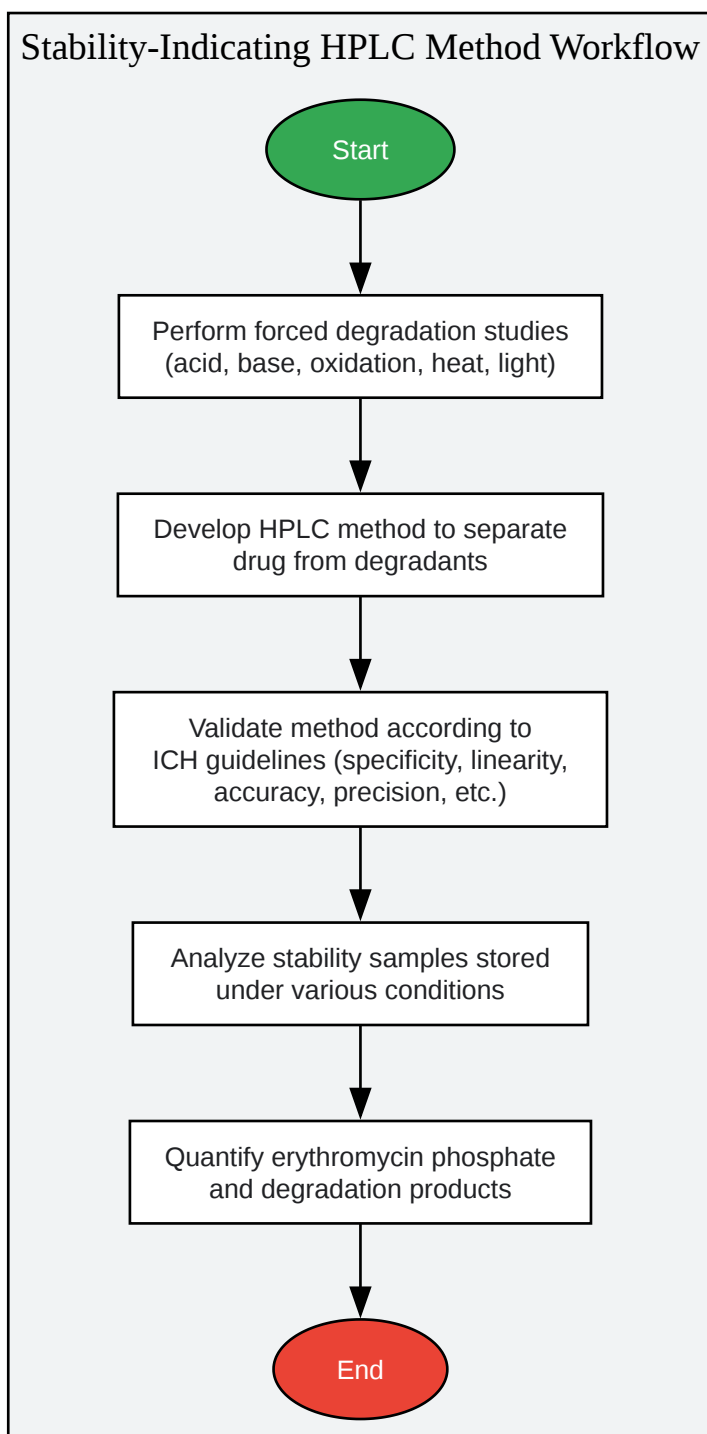 Stability-Indicating HPLC Method Workflow
Start
Perform forced degradation studies
(acid, base, oxidation, heat, light)
Develop HPLC method to separate
drug from degradants
Validate method according to
ICH guidelines (specificity, linearity,
accuracy, precision, etc.)
Analyze stability samples stored
under various conditions
Quantify erythromycin phosphate
and degradation products
End